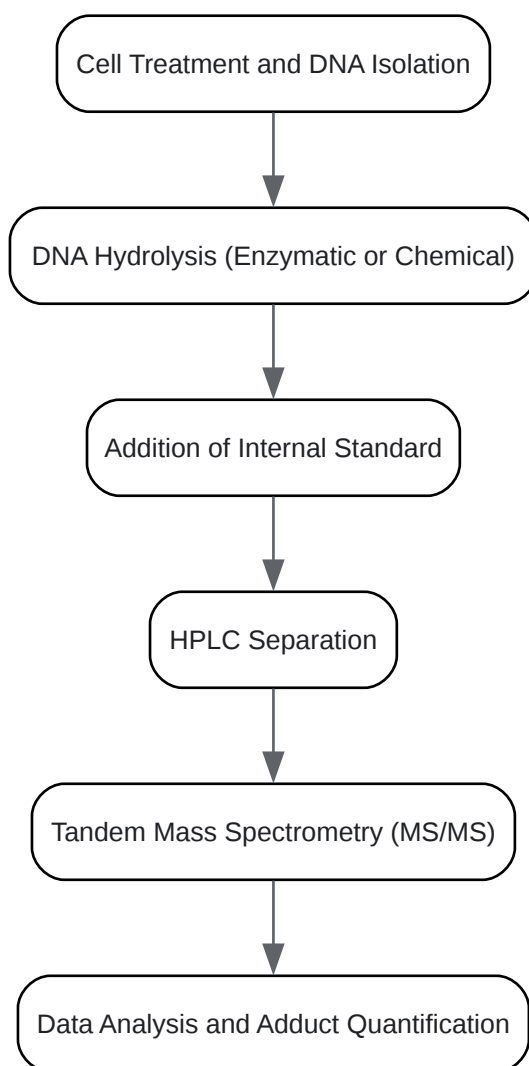 Cell Treatment and DNA Isolation
DNA Hydrolysis (Enzymatic or Chemical)
Addition of Internal Standard
HPLC Separation
Tandem Mass Spectrometry (MS/MS)
Data Analysis and Adduct Quantification